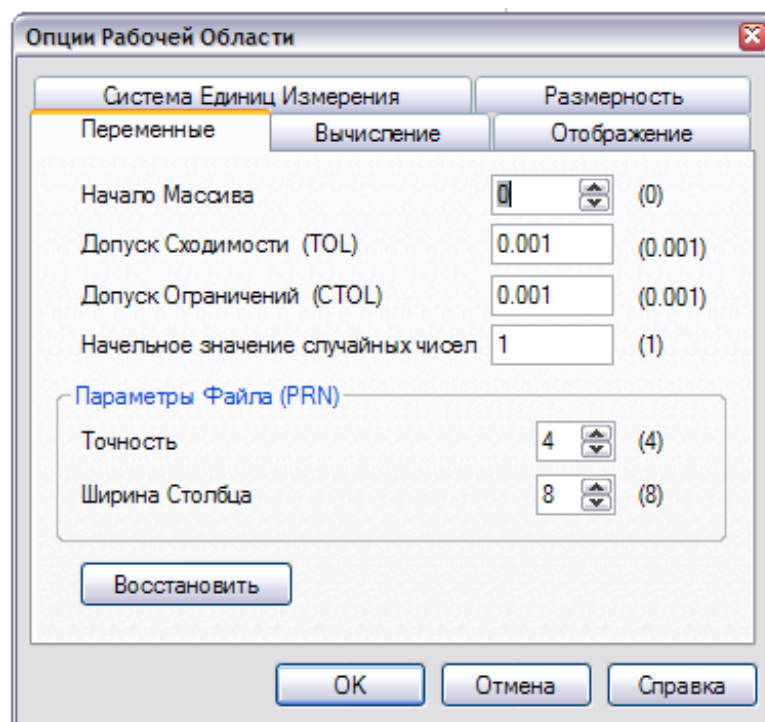 Опции Рабочей Области
Система Единиц Измерения Размерность
Переменные Вычисление Отображение
Начало Массива 0 (0)
Допуск Сходимости (TOL) 0.001 (0.001)
Допуск Ограничений (CTOL) 0.001 (0.001)
Начельное значение случайных чисел 1 (1)
Параметры Файла (PRN)
Точность 4 (4)
Ширина Столбца 8 (8)
Восстановить
OK Отмена Справка